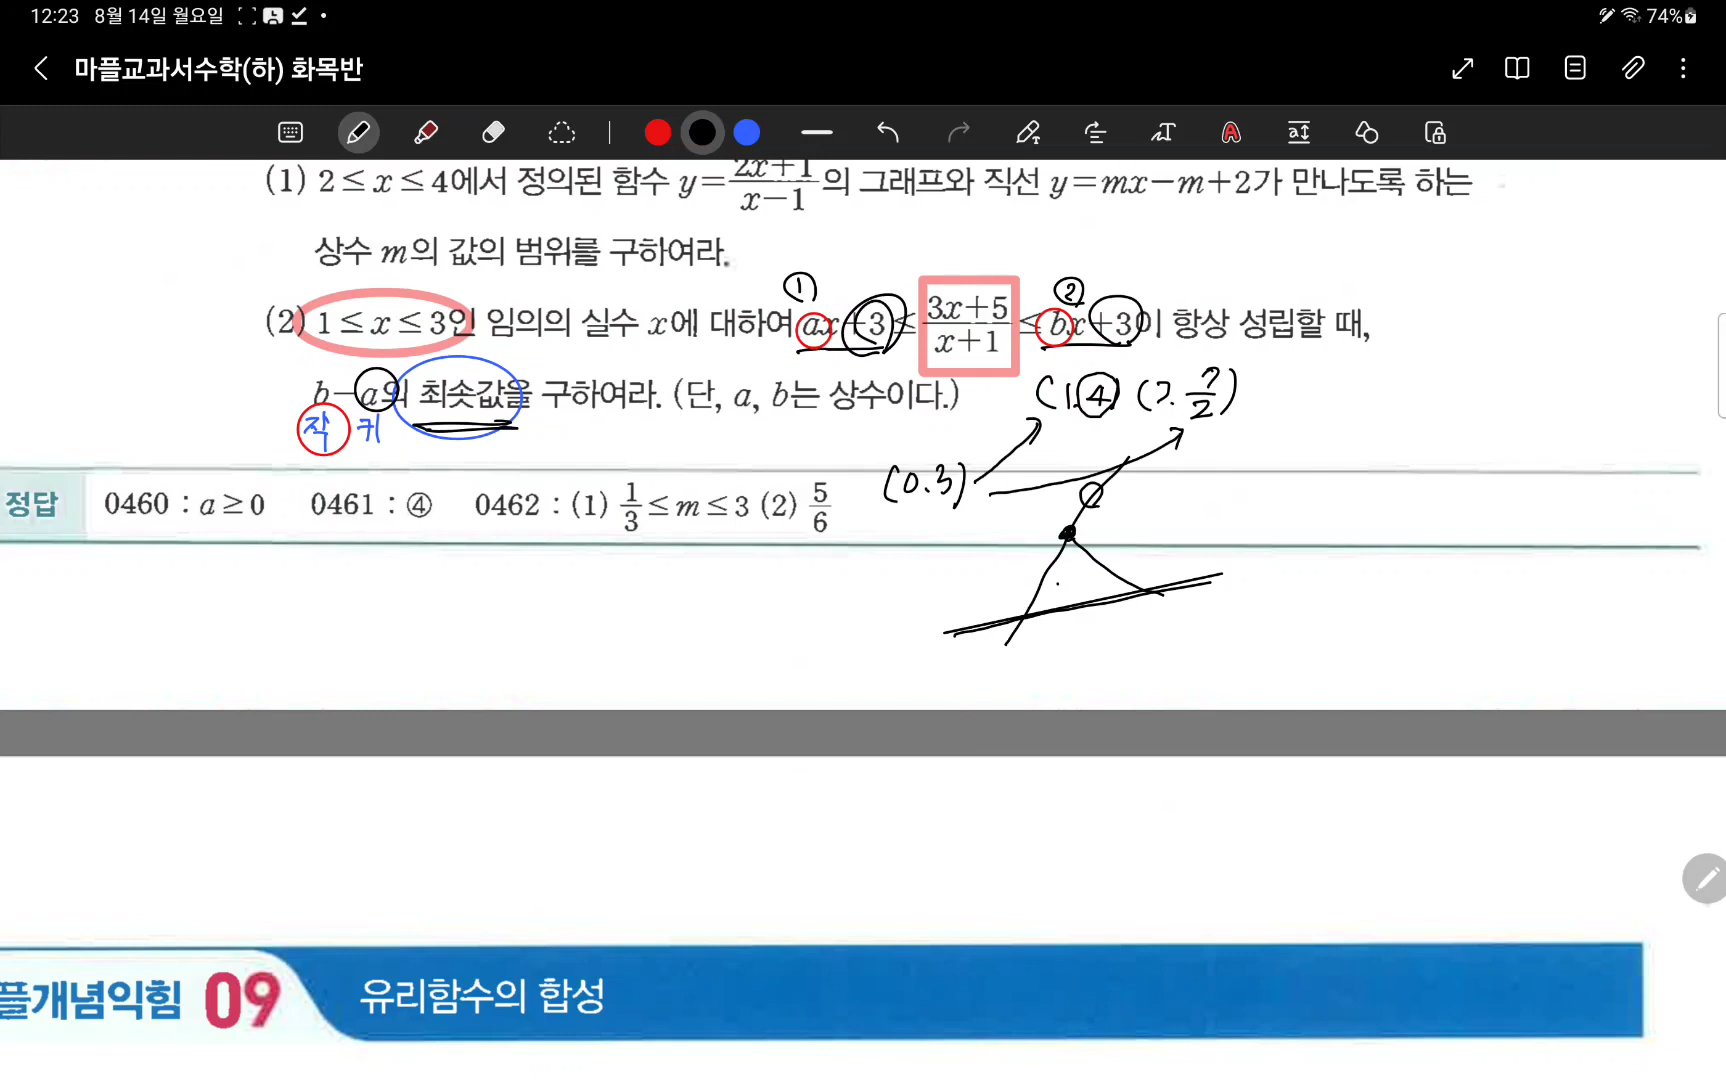 12:23 8월 14일 월요일 74%
마플교과서수학(하) 화목반
(1) 2≤x≤4에서 정의된 함수 y=\frac{2x+1}{x-1}의 그래프와 직선 y=mx-m+2가 만나도록 하는
상수 m의 값의 범위를 구하여라.
① ②
(2) 1≤x≤3인 임의의 실수 x에 대하여 ax+3≤\frac{3x+5}{x+1}≤bx+3이 항상 성립할 때,
b-a의 최솟값을 구하여라. (단, a, b는 상수이다.) (1.4)
작 키
(0.3)
정답 0460 : a≥0 0461 : ④ 0462 : (1) \frac{1}{3}≤m≤3 (2) \frac{5}{6}
플개념익힘 09 유리함수의 합성